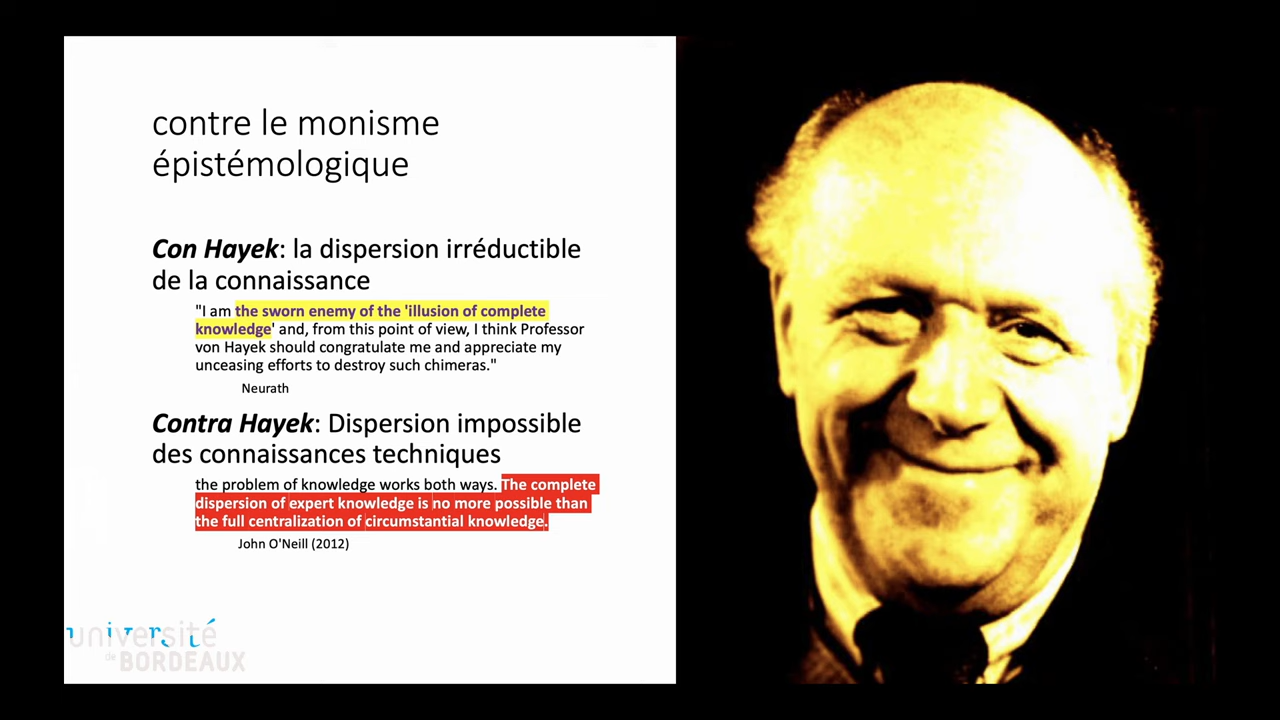 contre le monisme
épistémologique
Con Hayek: la dispersion irréductible
de la connaissance
"I am the sworn enemy of the 'illusion of complete
knowledge' and, from this point of view, I think Professor
von Hayek should congratulate me and appreciate my
unceasing efforts to destroy such chimeras."
Neurath
Contra Hayek: Dispersion impossible
des connaissances techniques
the problem of knowledge works both ways. The complete
dispersion of expert knowledge is no more possible than
the full centralization of circumstantial knowledge.
John O'Neill (2012)
université
de BORDEAUX